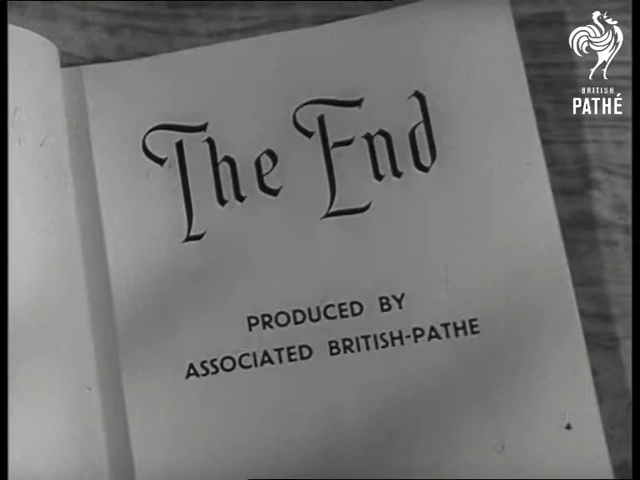 The End
PRODUCED BY
ASSOCIATED BRITISH-PATHE
BRITISH
PATHÉ